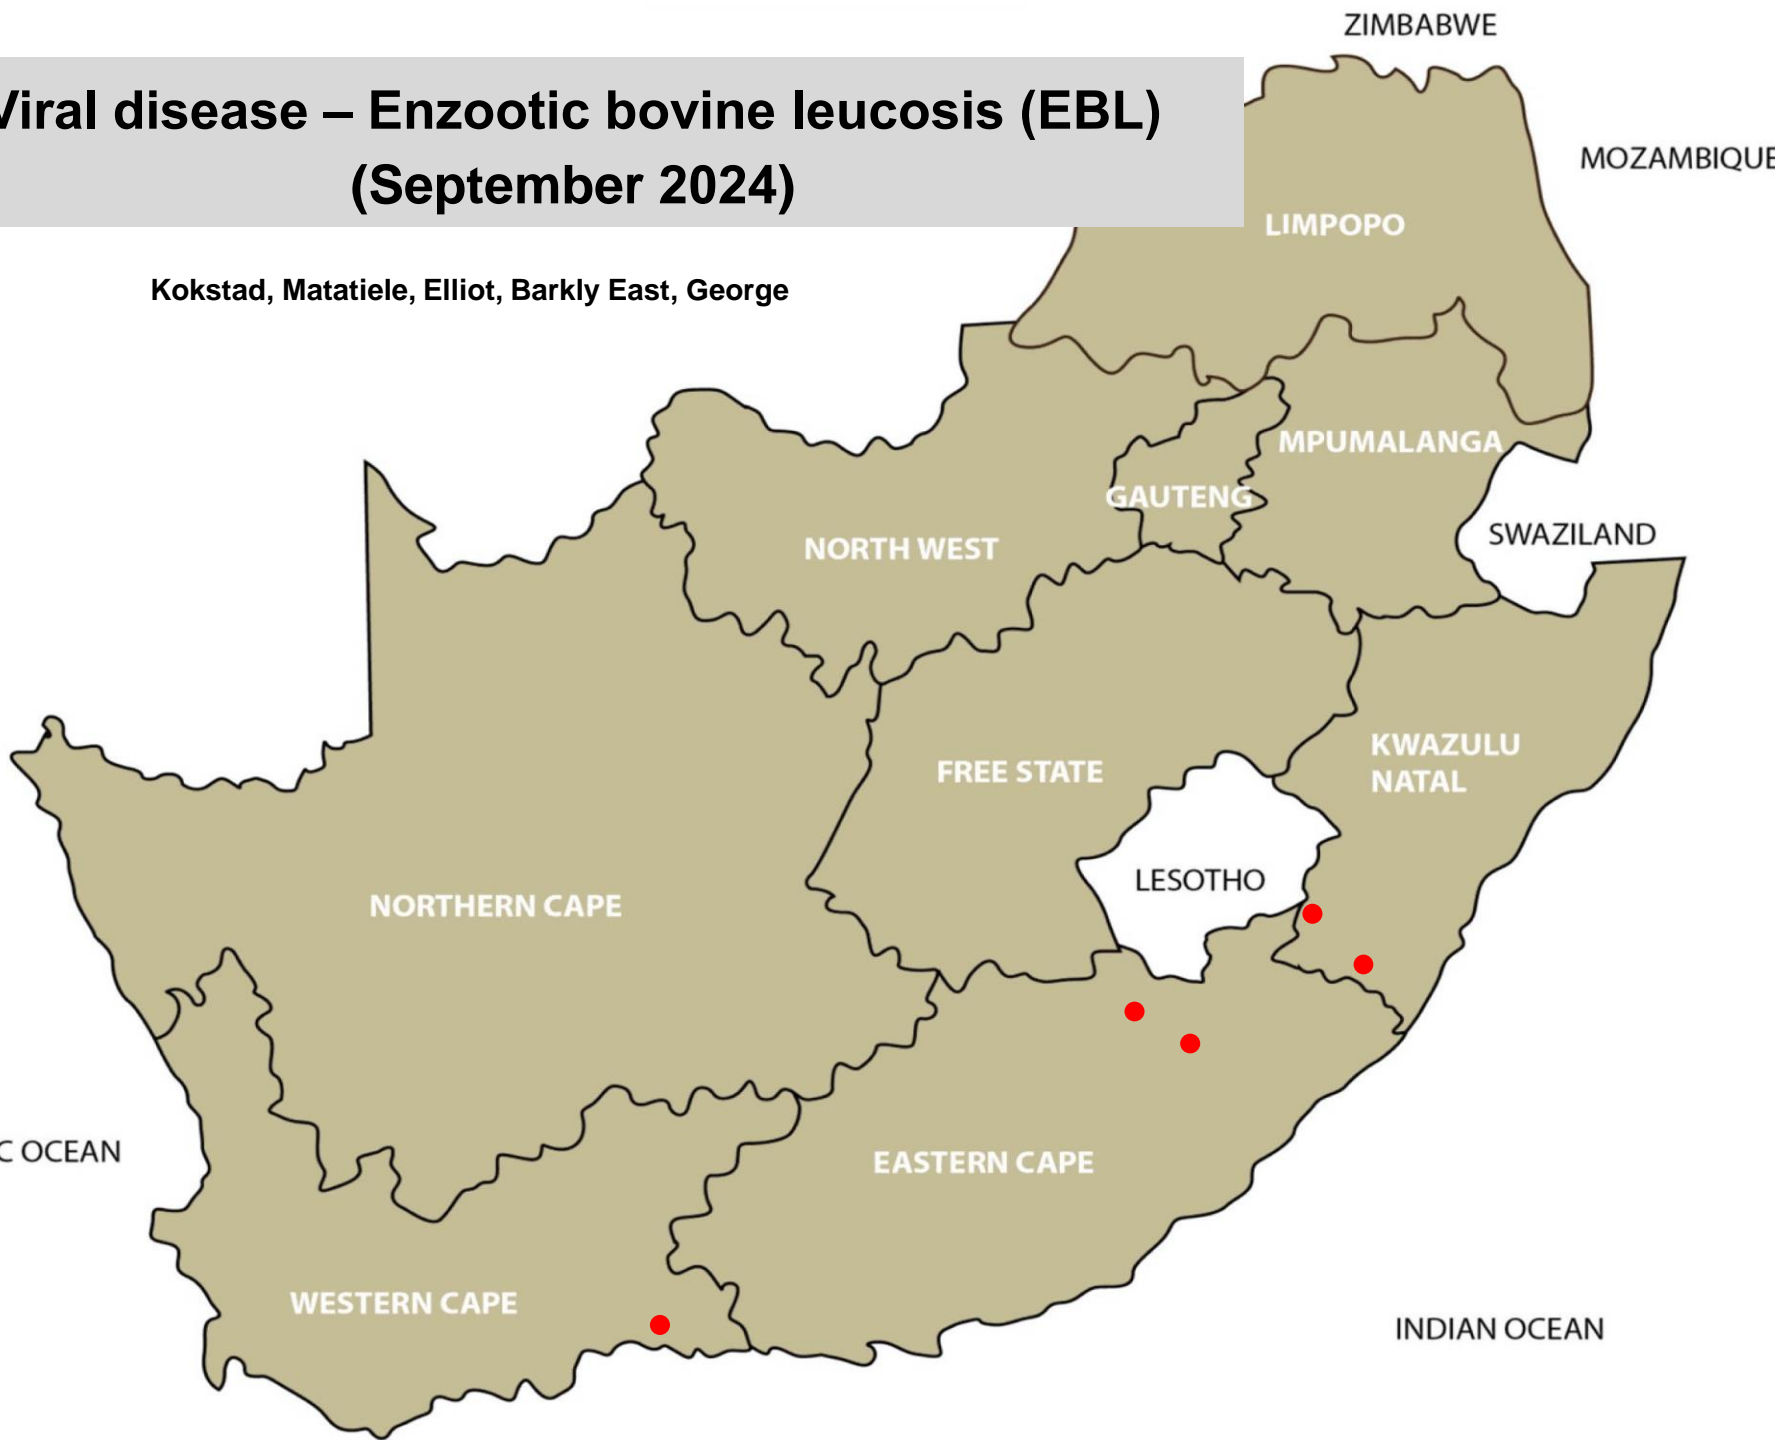 ZIMBABWE
Viral disease – Enzootic bovine leucosis (EBL)
(September 2024)
MOZAMBIQUE
LIMPOPO
Kokstad, Matatiele, Elliot, Barkly East, George
MPUMALANGA
GAUTENG
SWAZILAND
NORTH WEST
KWAZULU
NATAL
FREE STATE
LESOTHO
NORTHERN CAPE
C OCEAN
EASTERN CAPE
WESTERN CAPE
INDIAN OCEAN